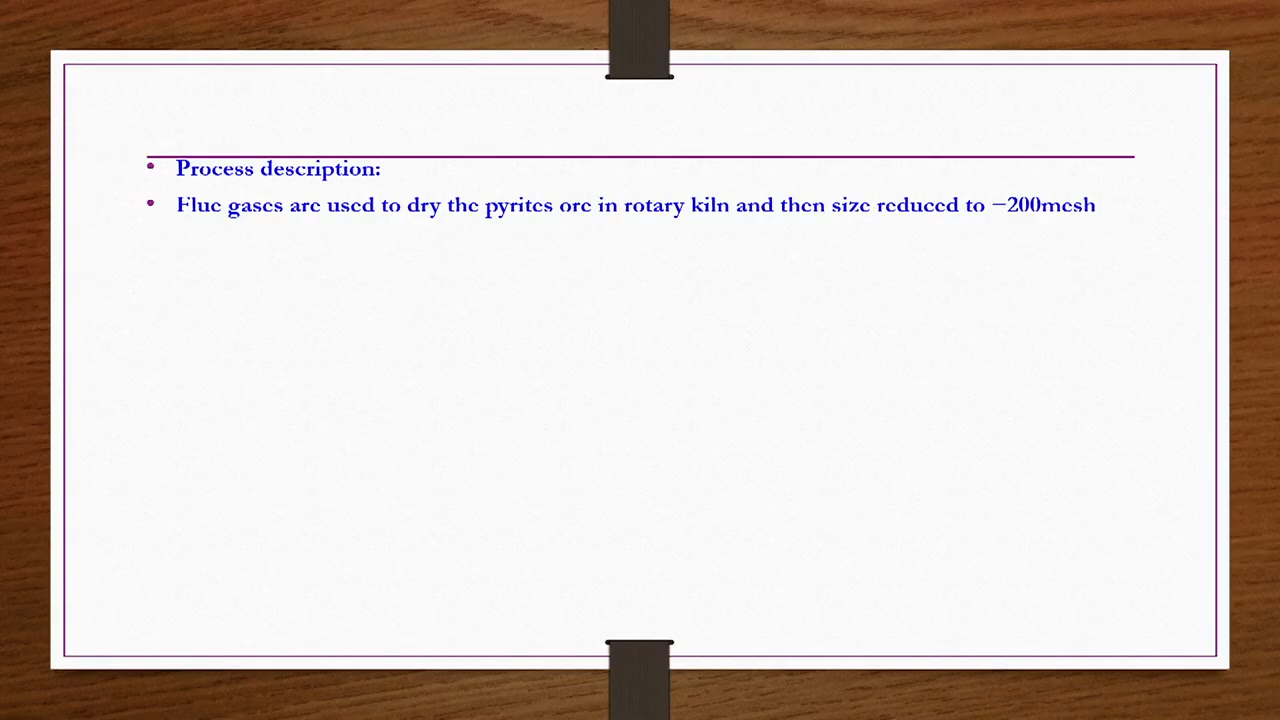 • Process description:
• Flue gases are used to dry the pyrites ore in rotary kiln and then size reduced to −200mesh